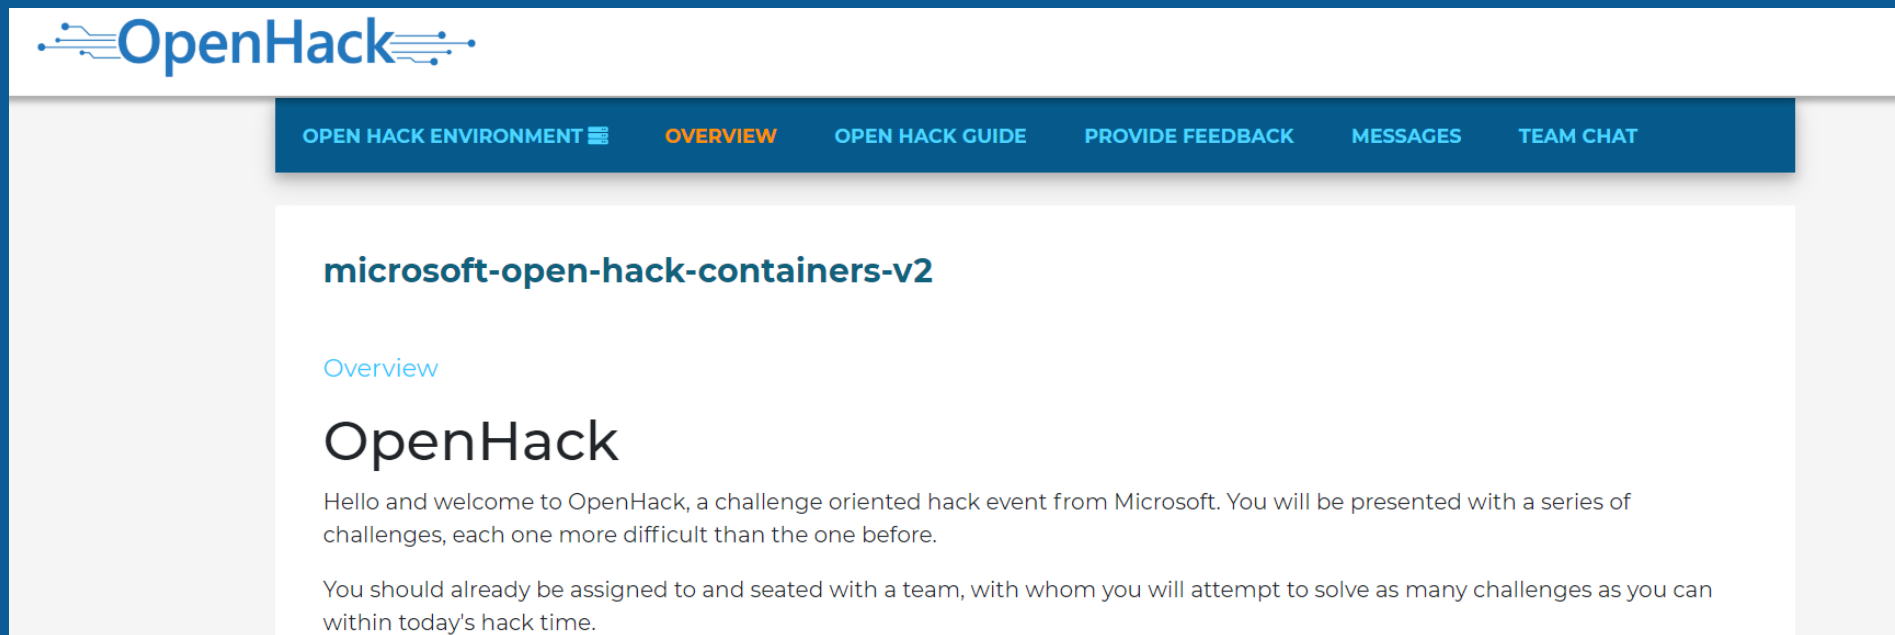 OpenHack
OPEN HACK ENVIRONMENT OVERVIEW OPEN HACK GUIDE PROVIDE FEEDBACK MESSAGES TEAM CHAT
microsoft-open-hack-containers-v2
Overview
OpenHack
Hello and welcome to OpenHack, a challenge oriented hack event from Microsoft. You will be presented with a series of
challenges, each one more difficult than the one before.
You should already be assigned to and seated with a team, with whom you will attempt to solve as many challenges as you can
within today's hack time.